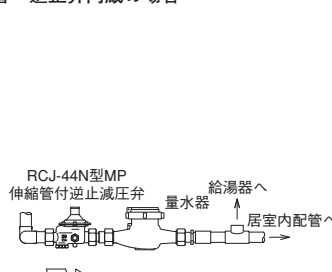 逆止弁内蔵の場合
RCJ-44N型MP
伸縮管付逆止減圧弁
量水器
給湯器へ
居室内配管へ